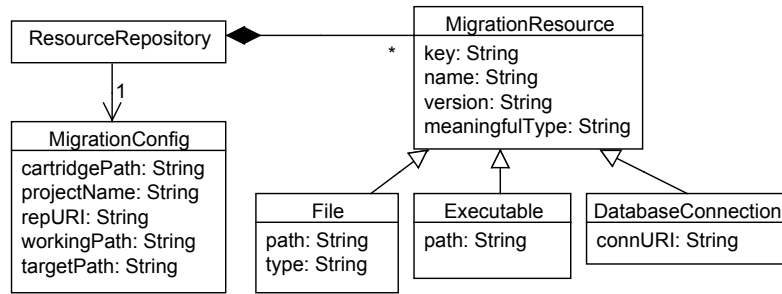 ResourceRepository
*
MigrationResource
key: String
name: String
version: String
meaningfulType: String
1
MigrationConfig
cartridgePath: String
projectName: String
repURI: String
workingPath: String
targetPath: String
File
path: String
type: String
Executable
path: String
DatabaseConnection
connURI: String